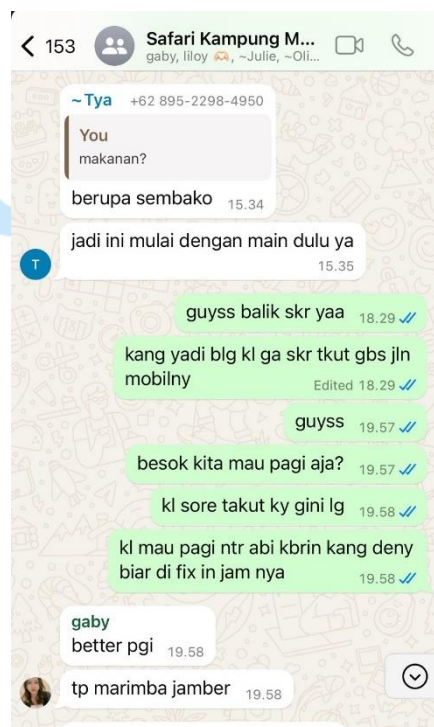 153
Safari Kampung M...
gaby, liloy 🫶🏻, ~Julie, ~Oli...
~Tya +62 895-2298-4950
You
makanan?
berupa sembako 15.34
jadi ini mulai dengan main dulu ya
15.35
T
guyss balik skr yaa 18.29
kang yadi blg kl ga skr tkut gbs jln
mobilny Edited 18.29
guyss 19.57
besok kita mau pagi aja? 19.57
kl sore takut ky gini lg 19.58
kl mau pagi ntr abi kbrin kang deny
biar di fix in jam nya 19.58
gaby
better pgi 19.58
tp marimba jamber 19.58